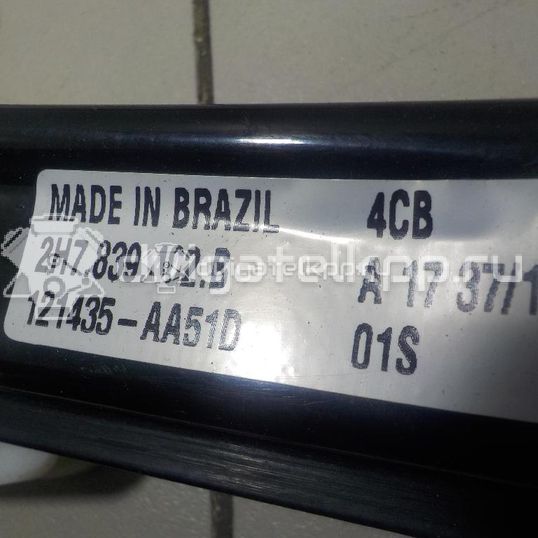 MADE IN BRAZIL 4CB
2H7.839.402.B A 17 37/1
121435-AA51D 01S